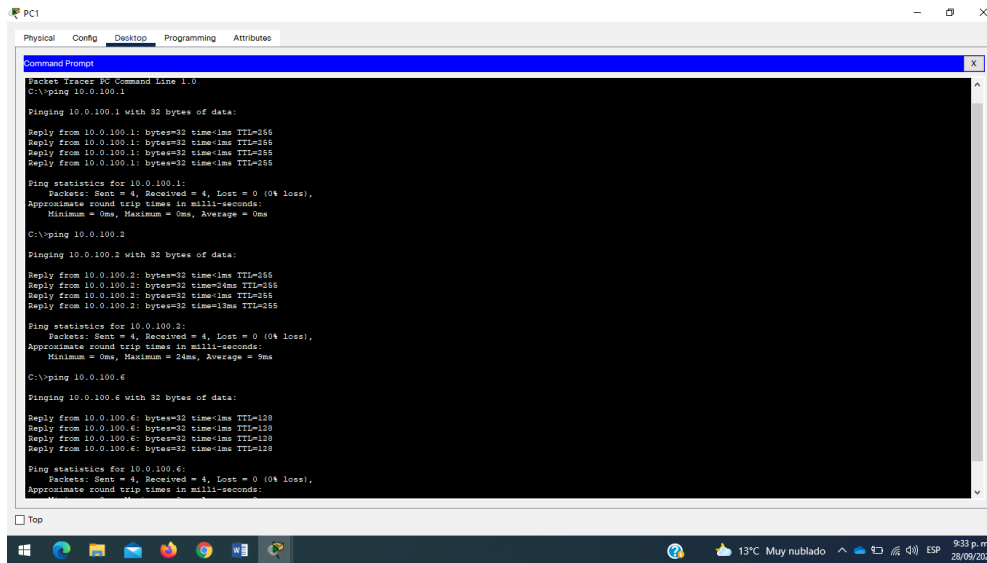 PC1
Physical Config Desktop Programming Attributes
Command Prompt X
Packet Tracer PC Command Line 1.0
C:\>ping 10.0.100.1
Pinging 10.0.100.1 with 32 bytes of data:
Reply from 10.0.100.1: bytes=32 time<1ms TTL=255
Reply from 10.0.100.1: bytes=32 time<1ms TTL=255
Reply from 10.0.100.1: bytes=32 time<1ms TTL=255
Reply from 10.0.100.1: bytes=32 time<1ms TTL=255
Ping statistics for 10.0.100.1:
Packets: Sent = 4, Received = 4, Lost = 0 (0% loss),
Approximate round trip times in milli-seconds:
Minimum = 0ms, Maximum = 0ms, Average = 0ms
C:\>ping 10.0.100.2
Pinging 10.0.100.2 with 32 bytes of data:
Reply from 10.0.100.2: bytes=32 time<1ms TTL=255
Reply from 10.0.100.2: bytes=32 time=24ms TTL=255
Reply from 10.0.100.2: bytes=32 time<1ms TTL=255
Reply from 10.0.100.2: bytes=32 time=13ms TTL=255
Ping statistics for 10.0.100.2:
Packets: Sent = 4, Received = 4, Lost = 0 (0% loss),
Approximate round trip times in milli-seconds:
Minimum = 0ms, Maximum = 24ms, Average = 9ms
C:\>ping 10.0.100.6
Pinging 10.0.100.6 with 32 bytes of data:
Reply from 10.0.100.6: bytes=32 time<1ms TTL=128
Reply from 10.0.100.6: bytes=32 time<1ms TTL=128
Reply from 10.0.100.6: bytes=32 time<1ms TTL=128
Reply from 10.0.100.6: bytes=32 time<1ms TTL=128
Ping statistics for 10.0.100.6:
Packets: Sent = 4, Received = 4, Lost = 0 (0% loss),
Approximate round trip times in milli-seconds:
Top
13°C Muy nublado ESP
9:33 p. m
28/09/202